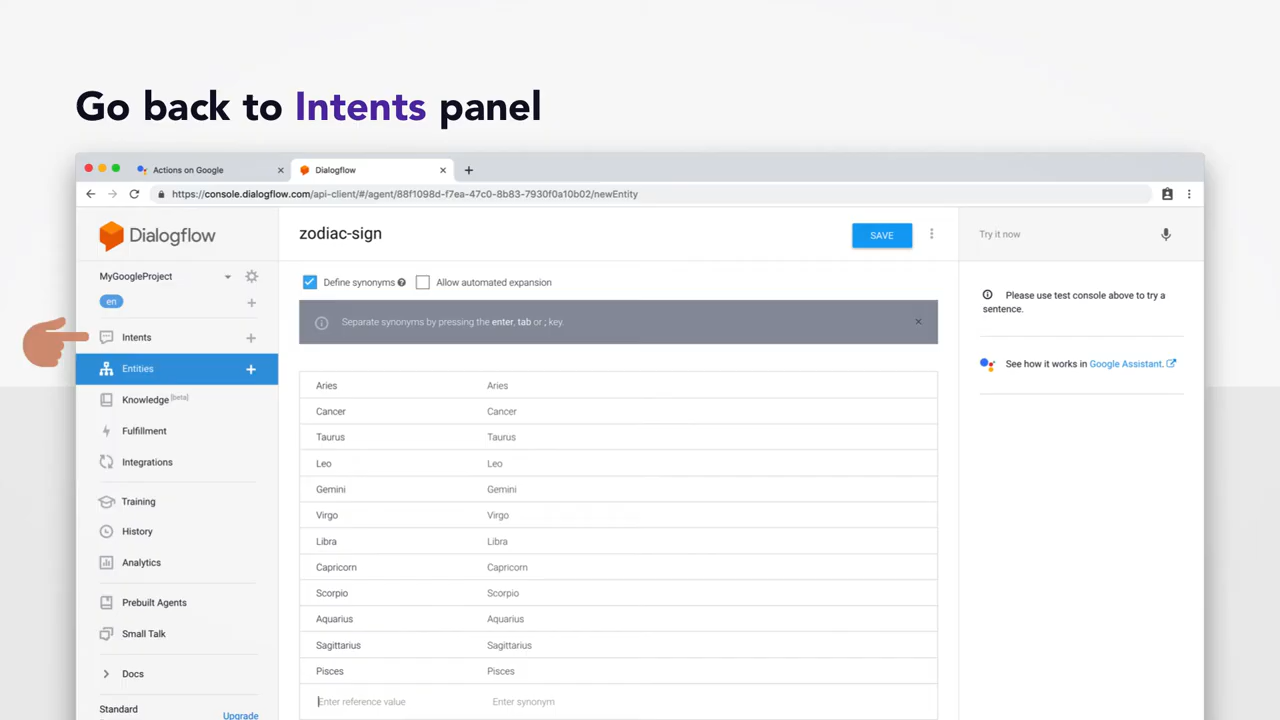 Go back to Intents panel
Actions on Google
Dialogflow
https://console.dialogflow.com/api-client/#/agent/88f1098d-f7ea-47c0-8b83-7930f0a10b02/newEntity
Dialogflow
zodiac-sign
SAVE
Try it now
MyGoogleProject
en
Define synonyms
Allow automated expansion
Please use test console above to try a
sentence.
Separate synonyms by pressing the enter, tab or ; key.
Intents
See how it works in Google Assistant.
Entities
Knowledge [beta]
Fulfillment
Integrations
Training
History
Analytics
Prebuilt Agents
Small Talk
Docs
Standard
Upgrade
Aries Aries
Cancer Cancer
Taurus Taurus
Leo Leo
Gemini Gemini
Virgo Virgo
Libra Libra
Capricorn Capricorn
Scorpio Scorpio
Aquarius Aquarius
Sagittarius Sagittarius
Pisces Pisces
Enter reference value Enter synonym